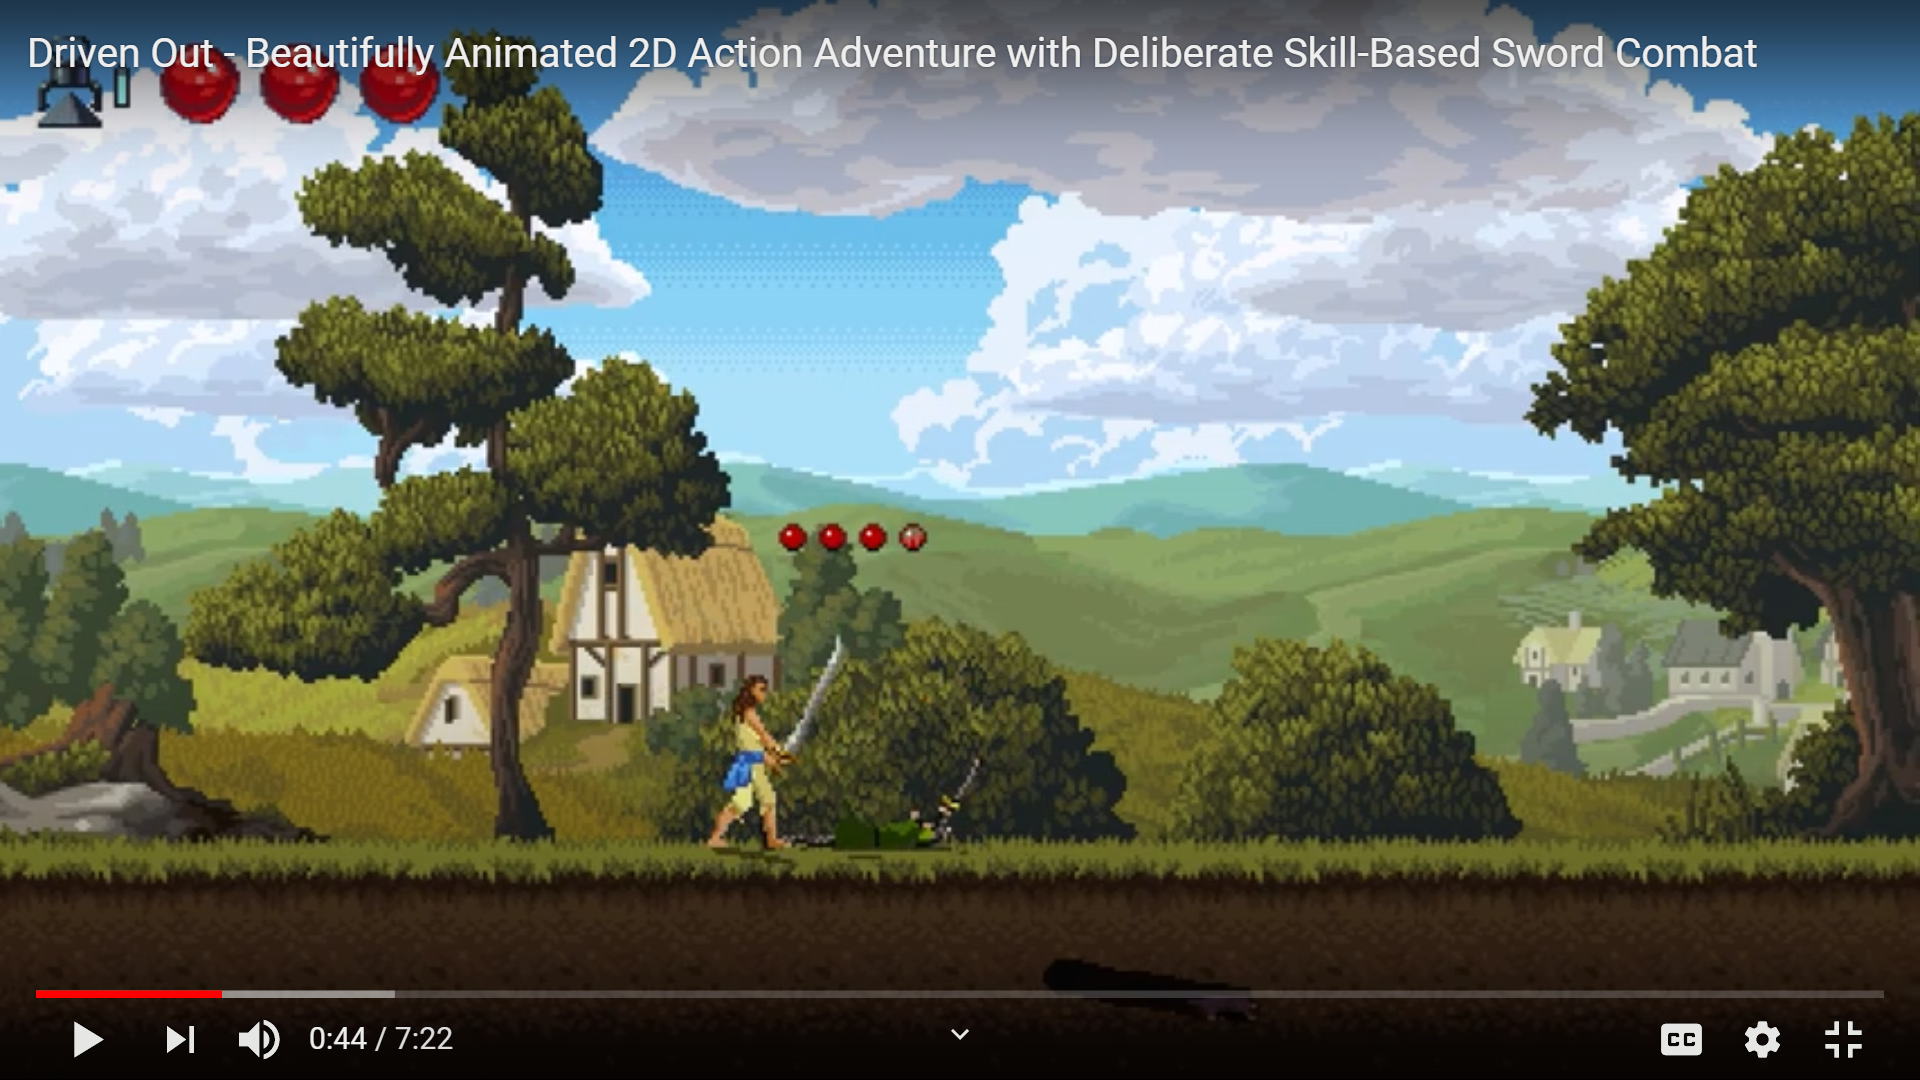 Driven Out - Beautifully Animated 2D Action Adventure with Deliberate Skill-Based Sword Combat
0:44 / 7:22
CC